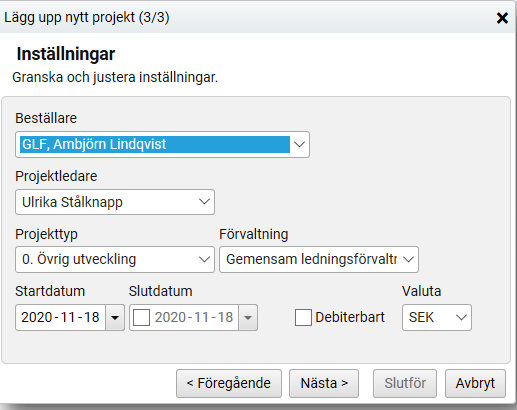 Lägg upp nytt projekt (3/3)
Inställningar
Granska och justera inställningar.
Beställare
GLF, Ambjörn Lindqvist
Projektledare
Ulrika Stålknapp
Projekttyp Förvaltning
0. Övrig utveckling Gemensam ledningsförvaltr
Startdatum Slutdatum Valuta
2020-11-18 2020-11-18 Debiterbart SEK
< Föregående Nästa > Slutför Avbryt